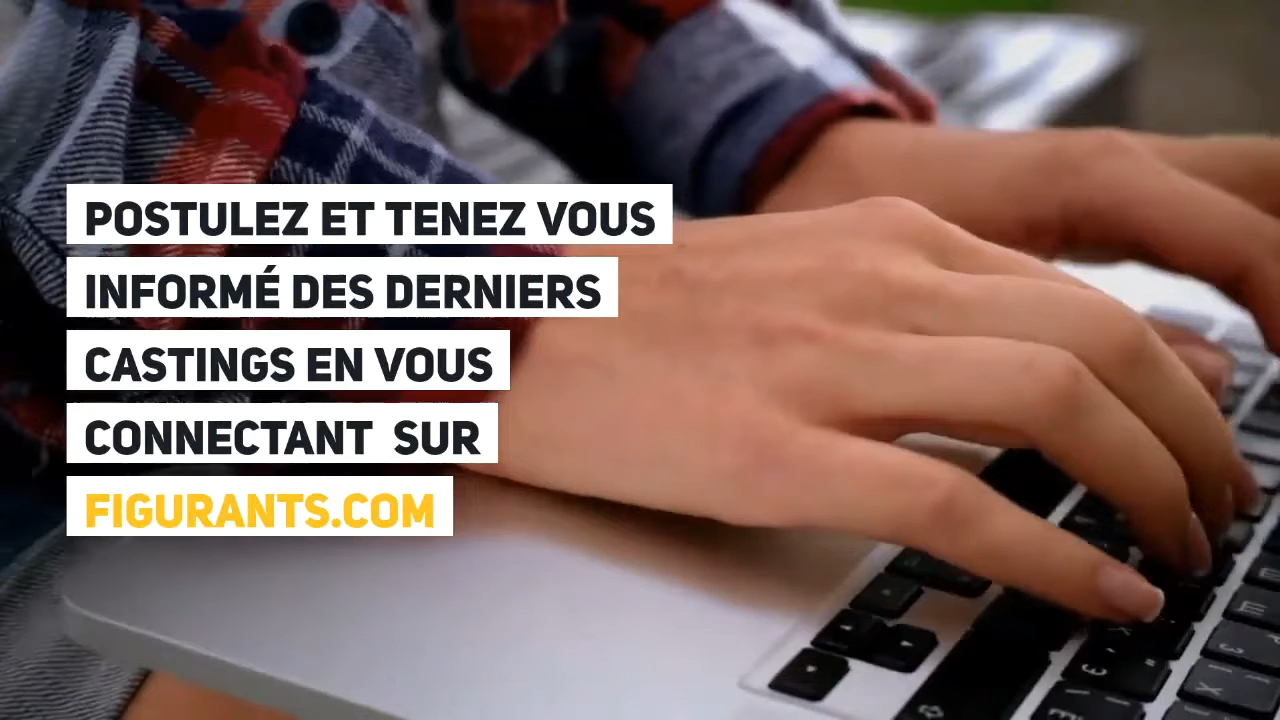 POSTULEZ ET TENEZ VOUS
INFORMÉ DES DERNIERS
CASTINGS EN VOUS
CONNECTANT SUR
FIGURANTS.COM